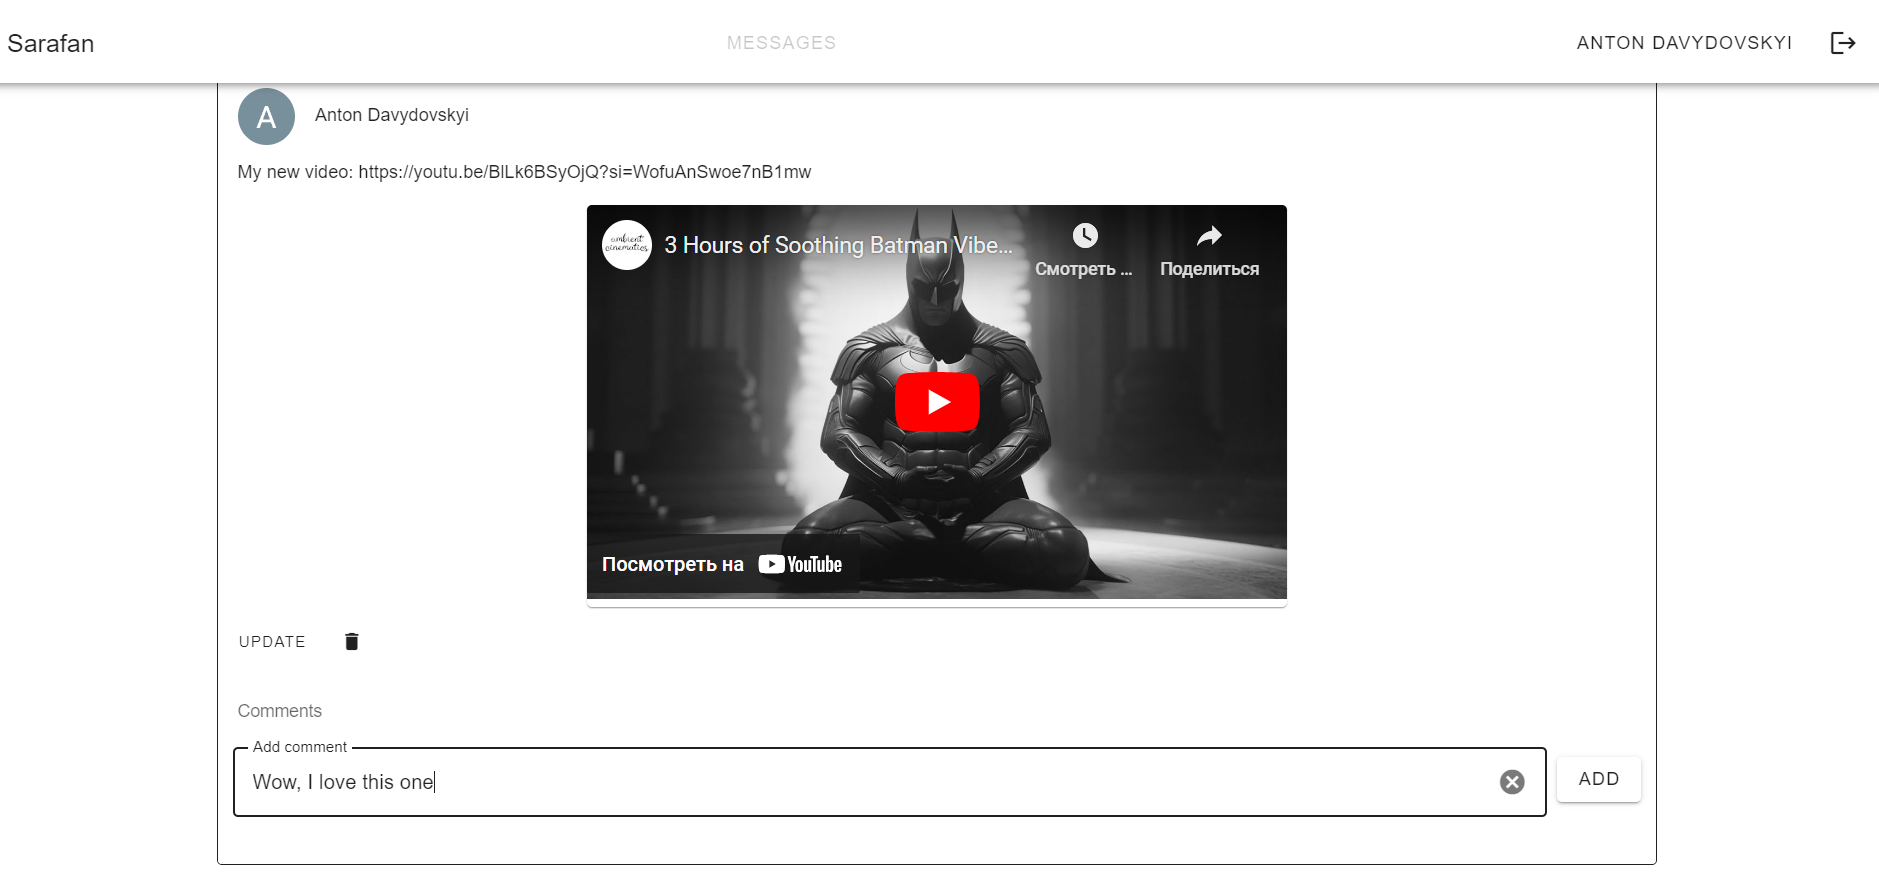 Sarafan
MESSAGES
ANTON DAVYDOVSKYI
A
Anton Davydovskyi
My new video: https://youtu.be/BlLk6BSyOjQ?si=WofuAnSwoe7nB1mw
ambient
cinematics
3 Hours of Soothing Batman Vibe...
Смотреть ...
Поделиться
Посмотреть на YouTube
UPDATE
Comments
Add comment
Wow, I love this one
ADD